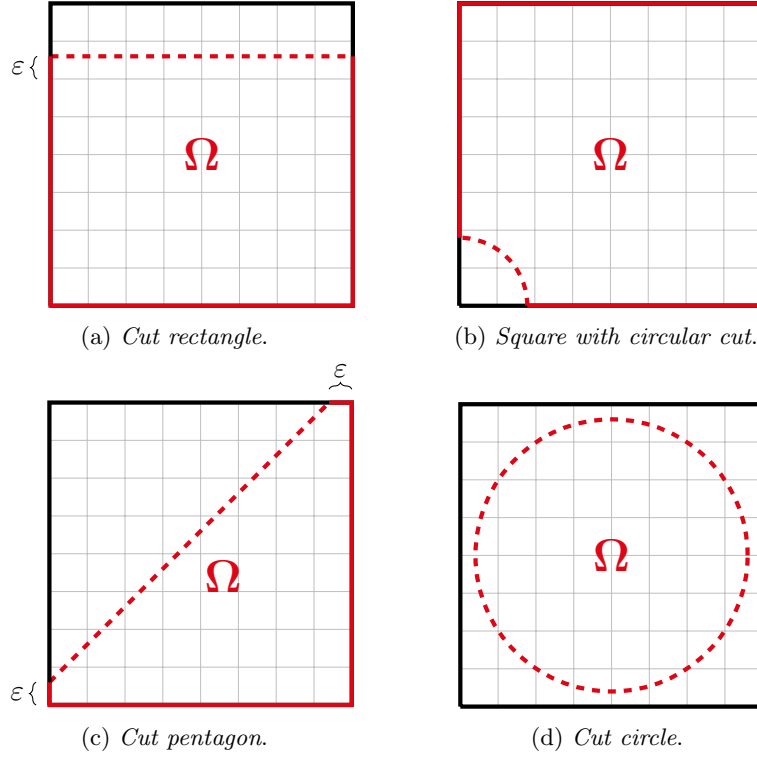 ε{
Ω
Ω
(a) Cut rectangle.
(b) Square with circular cut.
ε
Ω
Ω
ε{
(c) Cut pentagon.
(d) Cut circle.